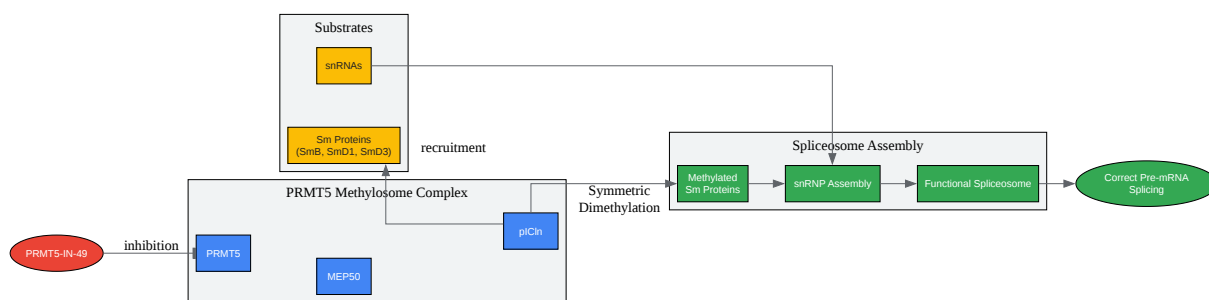 Substrates
snRNAs
Sm Proteins
(SmB, SmD1, SmD3)
recruitment
PRMT5 Methylosome Complex
PRMT5-IN-49
inhibition
PRMT5
MEP50
pICln
Symmetric
Dimethylation
Spliceosome Assembly
Methylated
Sm Proteins
snRNP Assembly
Functional Spliceosome
Correct Pre-mRNA
Splicing